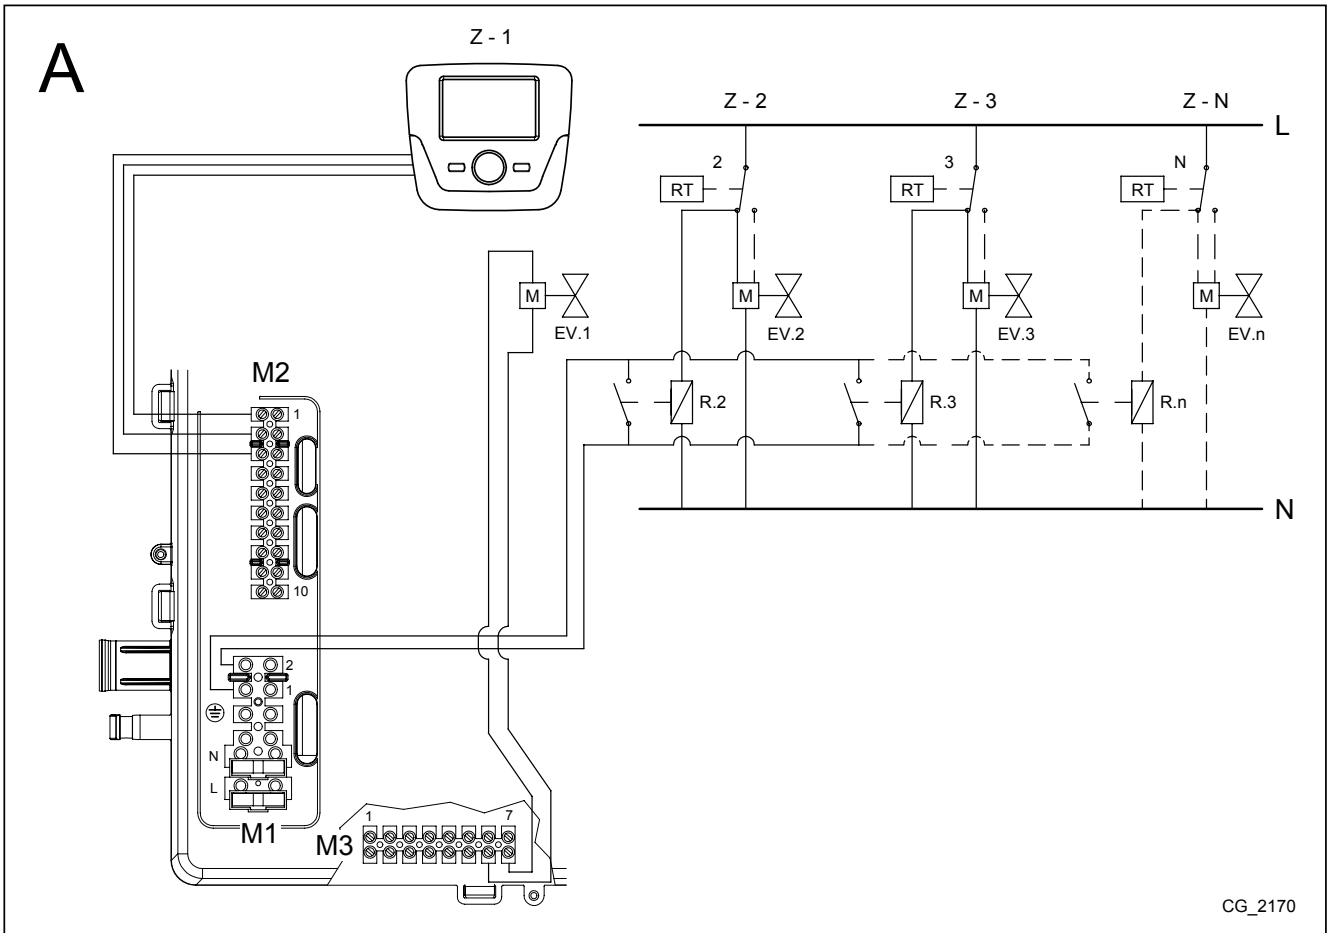 A
Z - 1
Z - 2 Z - 3 Z - N
L
2 3 N
RT RT RT
M M M M
EV.1 EV.2 EV.3 EV.n
M2
1
R.2 R.3 R.n
N
10
2
1
N
L
M1
1 7
M3
CG_2170